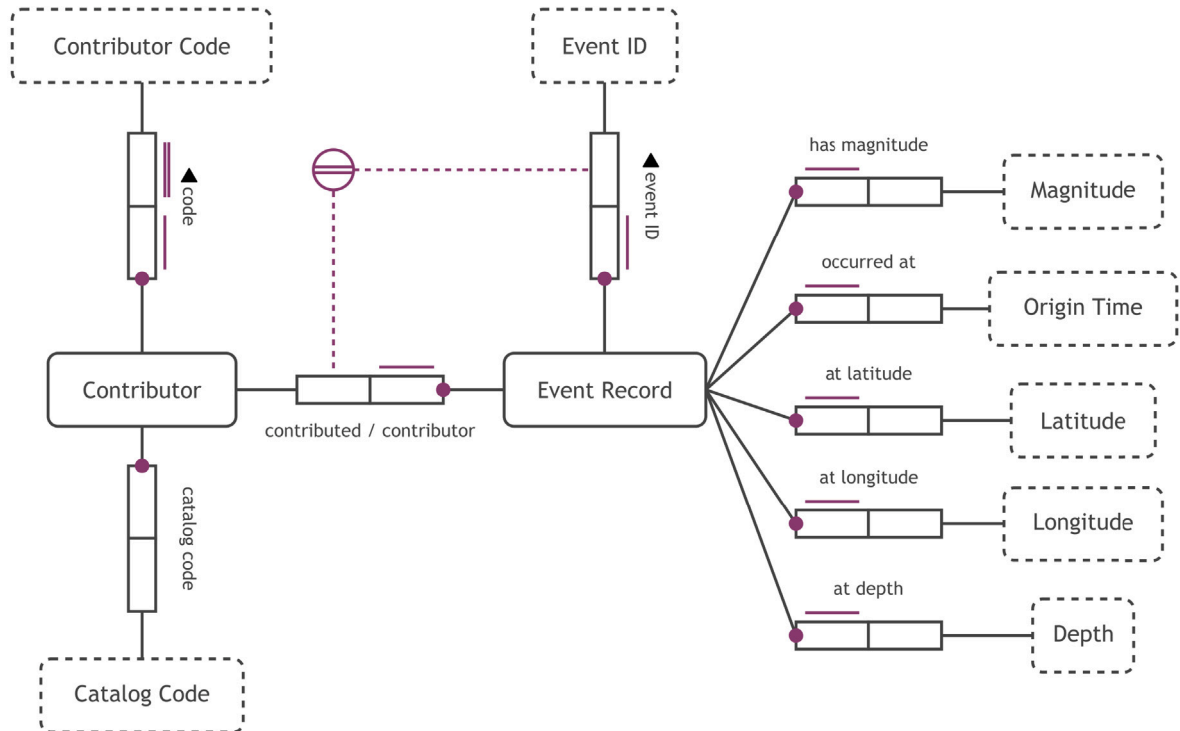 Contributor Code
Event ID
has magnitude
Magnitude
code
event ID
occurred at
Origin Time
at latitude
Latitude
Contributor
contributed / contributor
Event Record
at longitude
Longitude
catalog code
at depth
Depth
Catalog Code